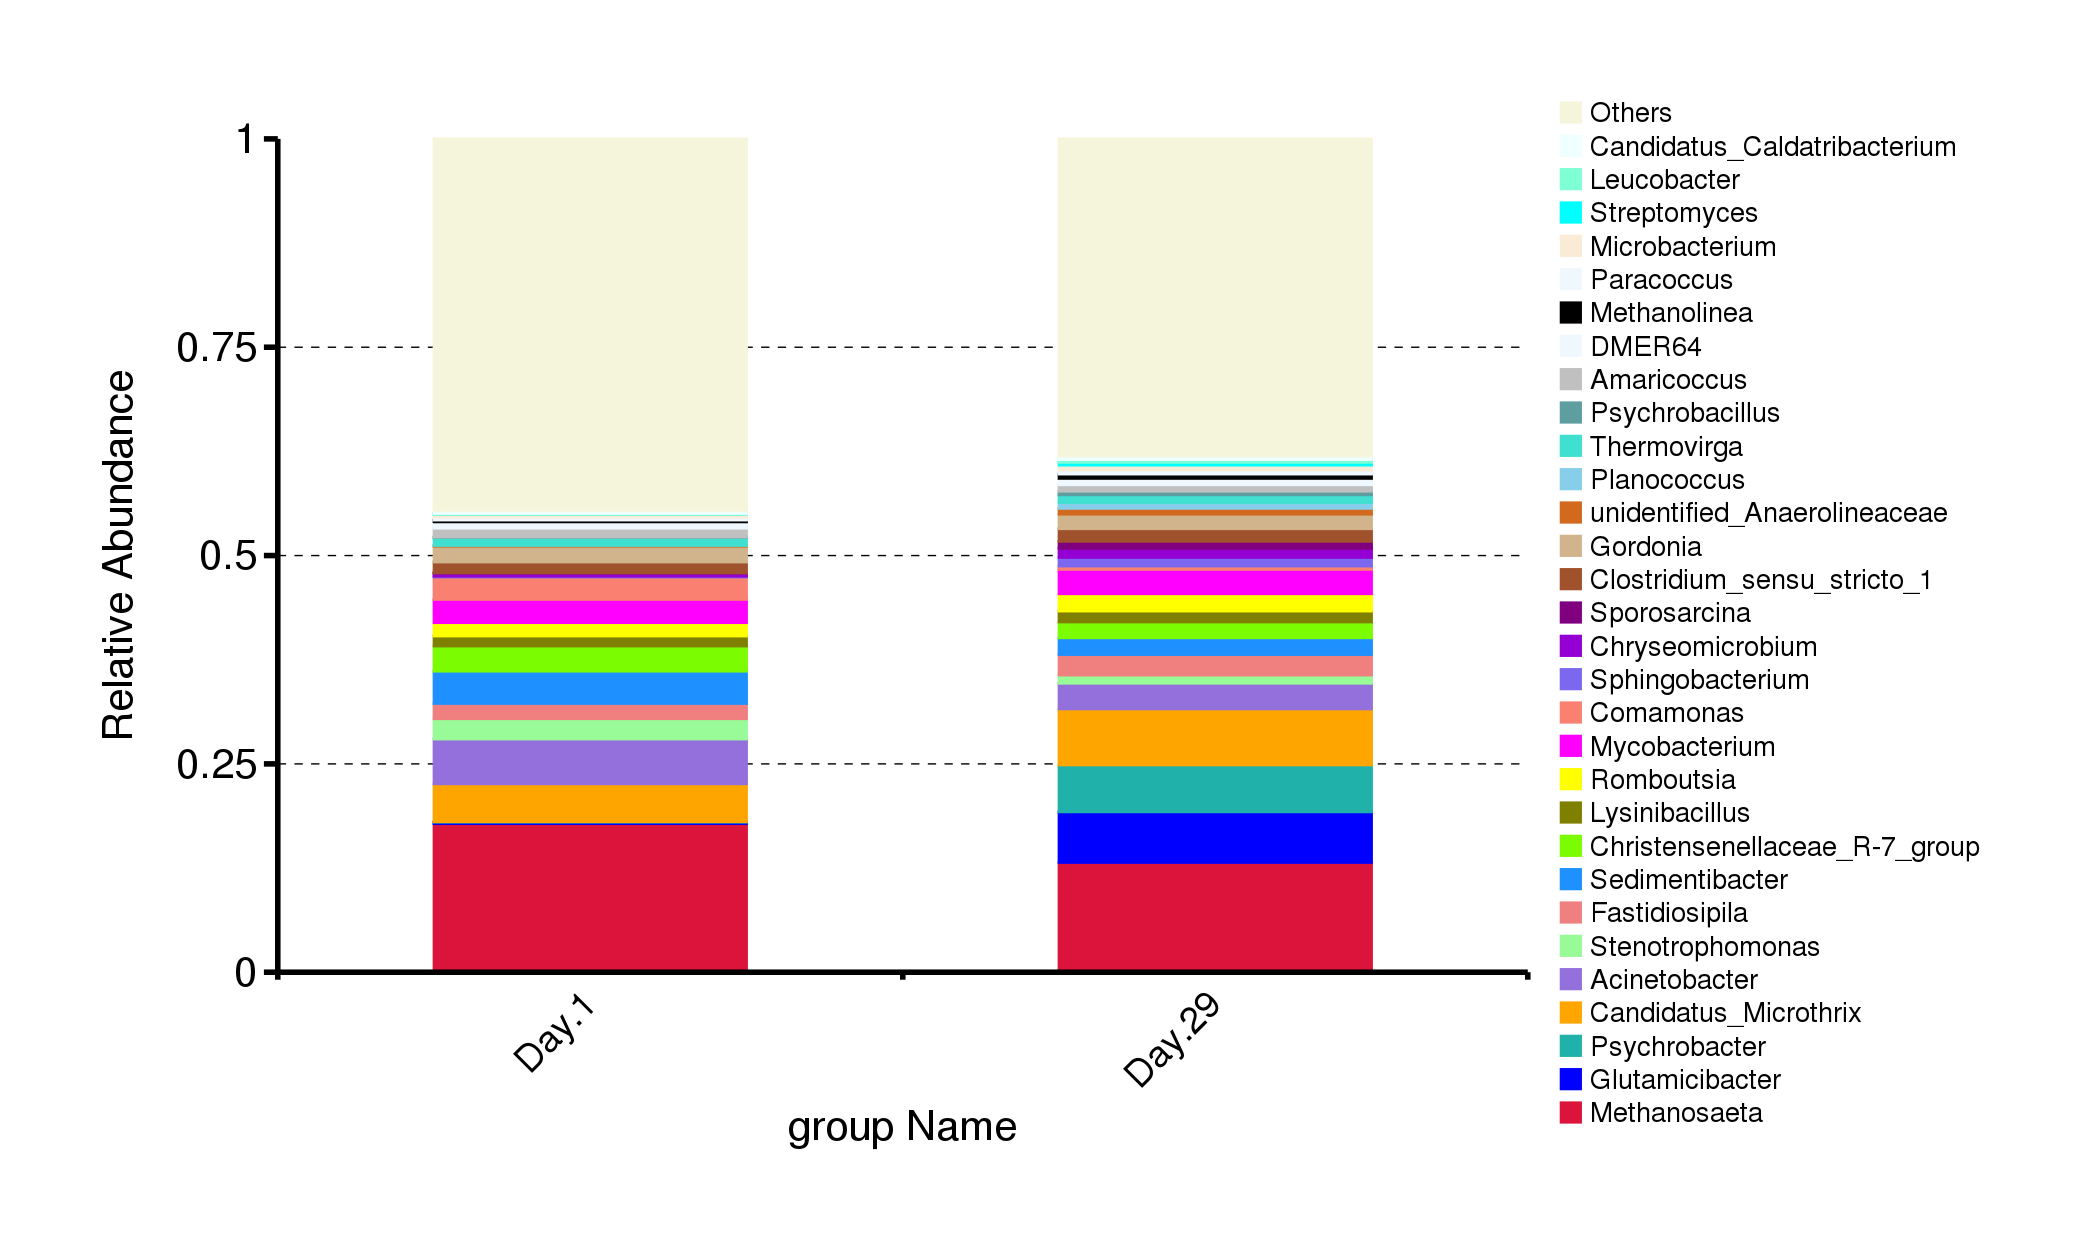 Relative Abundance
1
0.75
0.5
0.25
0
Day.1
Day.29
group Name
Others
Candidatus_Caldatribacterium
Leucobacter
Streptomyces
Microbacterium
Paracoccus
Methanolinea
DMER64
Amaricoccus
Psychrobacillus
Thermovirga
Planococcus
unidentified_Anaerolineaceae
Gordonia
Clostridium_sensu_stricto_1
Sporosarcina
Chryseomicrobium
Sphingobacterium
Comamonas
Mycobacterium
Romboutsia
Lysinibacillus
Christensenellaceae_R-7_group
Sedimentibacter
Fastidiosipila
Stenotrophomonas
Acinetobacter
Candidatus_Microthrix
Psychrobacter
Glutamicibacter
Methanosaeta